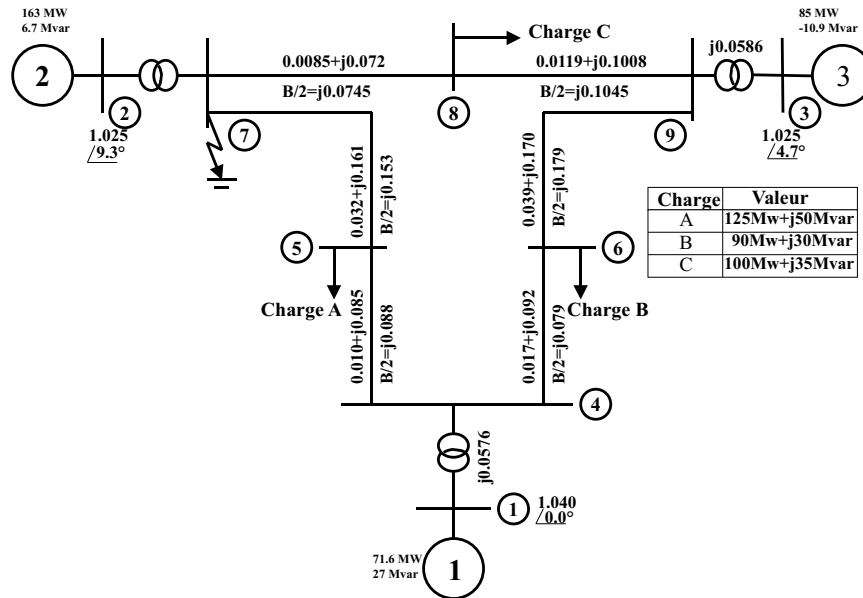 163 MW
6.7 Mvar
2
2
1.025
/9.3°
7
0.0085+j0.072
B/2=j0.0745
Charge C
8
0.0119+j0.1008
B/2=j0.1045
9
j0.0586
85 MW
-10.9 Mvar
3
3
1.025
/4.7°
0.032+j0.161
B/2=j0.153
0.039+j0.170
B/2=j0.179
5
Charge A
6
Charge B
0.010+j0.085
B/2=j0.088
0.017+j0.092
B/2=j0.079
4
j0.0576
1
1.040
/0.0°
71.6 MW
27 Mvar
1
Charge Valeur
A 125Mw+j50Mvar
B 90Mw+j30Mvar
C 100Mw+j35Mvar